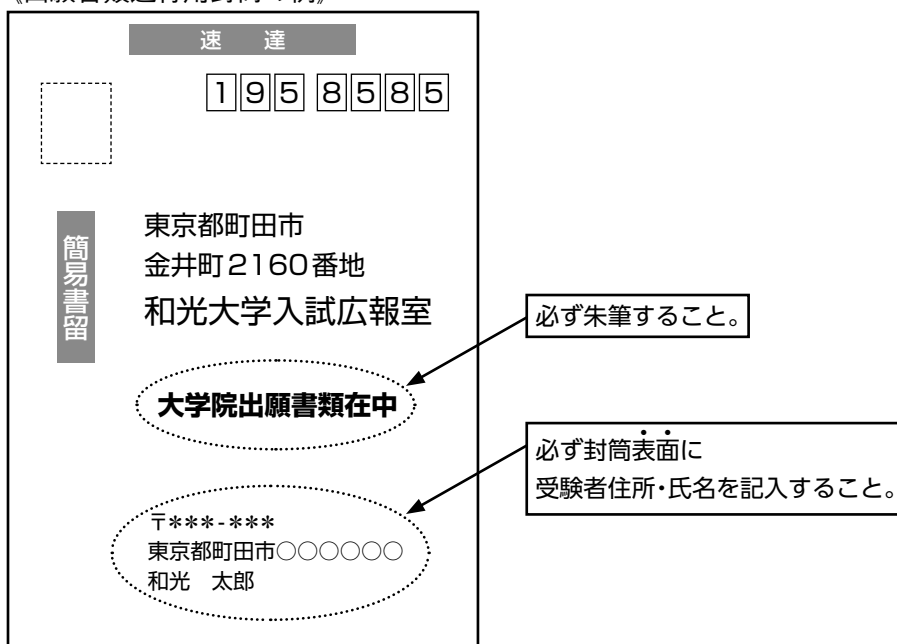 速 達
195 8585
簡易書留
東京都町田市
金井町2160番地
和光大学入試広報室
大学院出願書類在中
〒***-***
東京都町田市○○○○○○
和光 太郎
必ず朱筆すること。
必ず封筒表面に
受験者住所・氏名を記入すること。